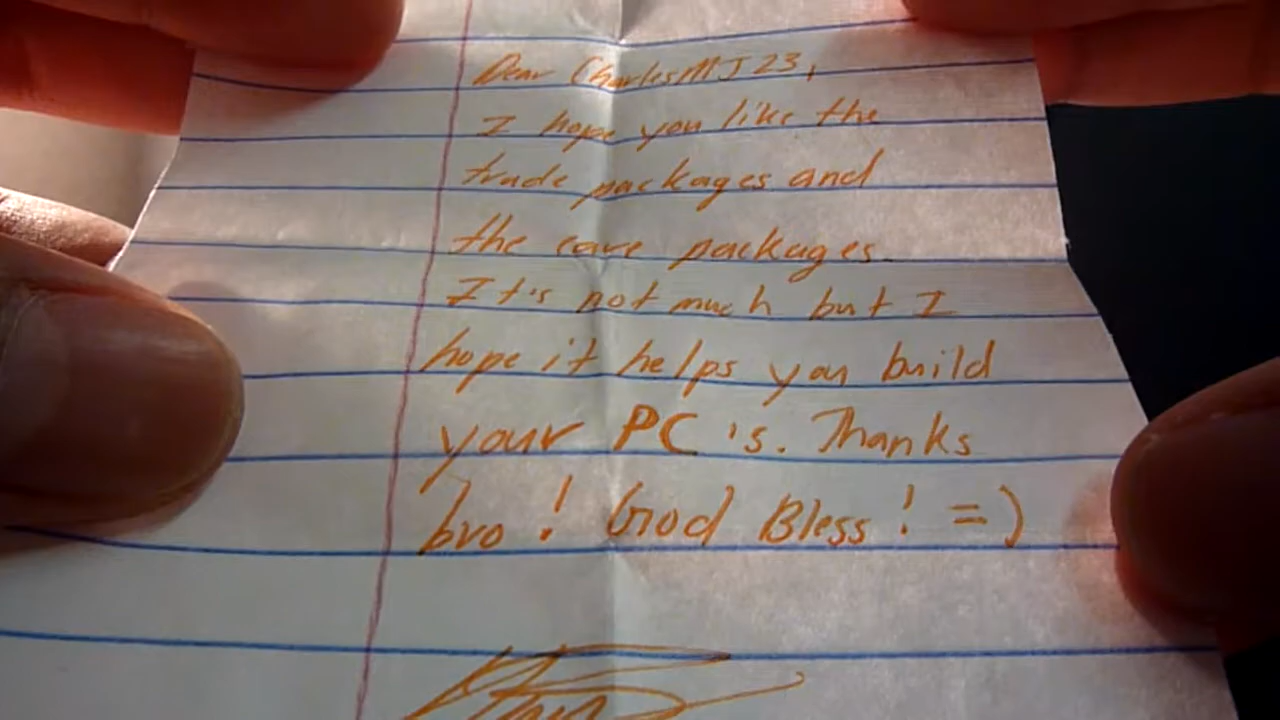 Dear CharlesMJ23,
I hope you like the
trade packages and
the care packages.
It's not much but I
hope it helps you build
your PC's. Thanks
bro! God Bless! =)